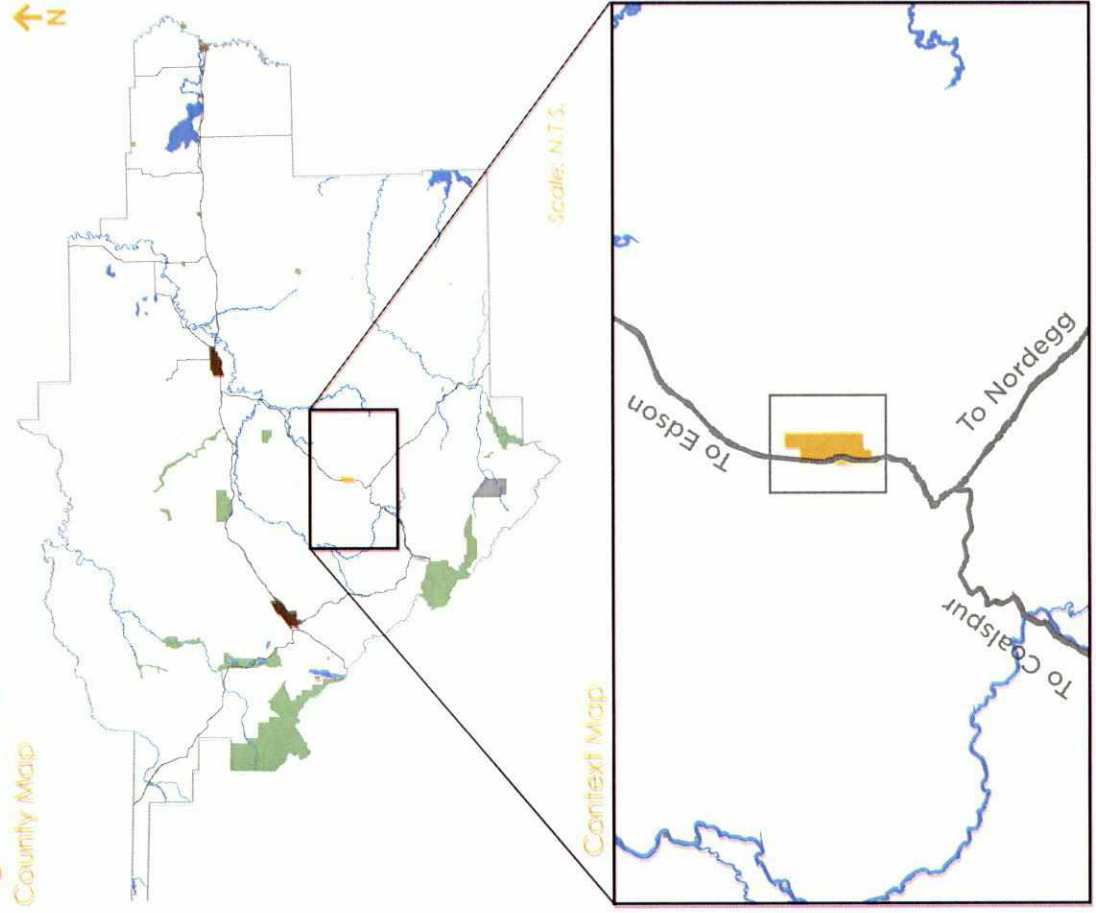 County Map
N
Scale: N.T.S.
Context Map
To Edson
To Nordegg
To Coalspur